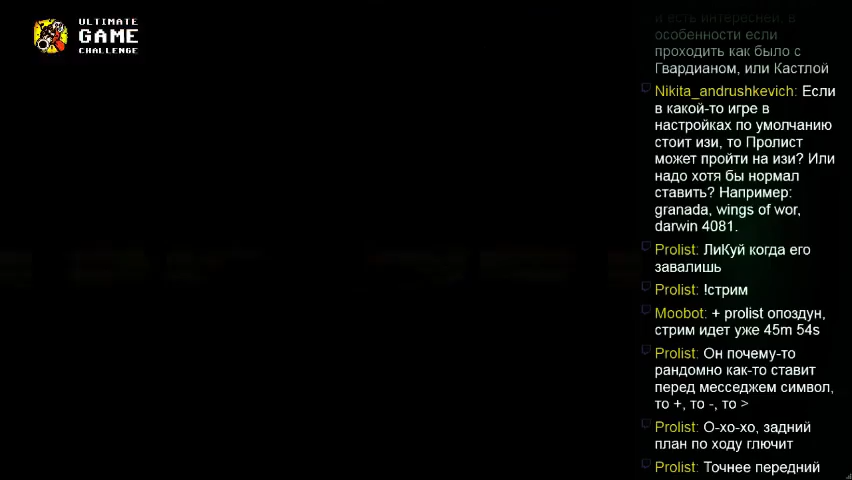 ULTIMATE
GAME
CHALLENGE
и есть интересней, в
особенности если
проходить как было с
Гвардианом, или Кастлой
Nikita_andrushkevich: Если
в какой-то игре в
настройках по умолчанию
стоит изи, то Пролист
может пройти на изи? Или
надо хотя бы нормал
ставить? Например:
granada, wings of wor,
darwin 4081.
Prolist: ЛиКуй когда его
завалишь
Prolist: !стрим
Moobot: + prolist опоздун,
стрим идет уже 45m 54s
Prolist: Он почему-то
рандомно как-то ставит
перед месседжем символ,
то +, то -, то >
Prolist: О-хо-хо, задний
план по ходу глючит
Prolist: Точнее передний